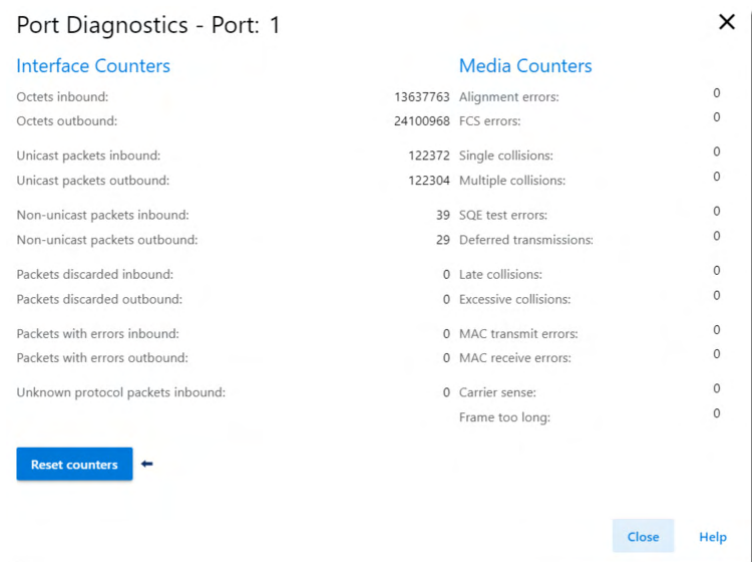 Port Diagnostics - Port: 1
Interface Counters
Media Counters
Octets inbound: 13637763 Alignment errors: 0
Octets outbound: 24100968 FCS errors: 0
Unicast packets inbound: 122372 Single collisions: 0
Unicast packets outbound: 122304 Multiple collisions: 0
Non-unicast packets inbound: 39 SQE test errors: 0
Non-unicast packets outbound: 29 Deferred transmissions: 0
Packets discarded inbound: 0 Late collisions: 0
Packets discarded outbound: 0 Excessive collisions: 0
Packets with errors inbound: 0 MAC transmit errors: 0
Packets with errors outbound: 0 MAC receive errors: 0
Unknown protocol packets inbound: 0 Carrier sense: 0
Frame too long: 0
Reset counters
Close Help